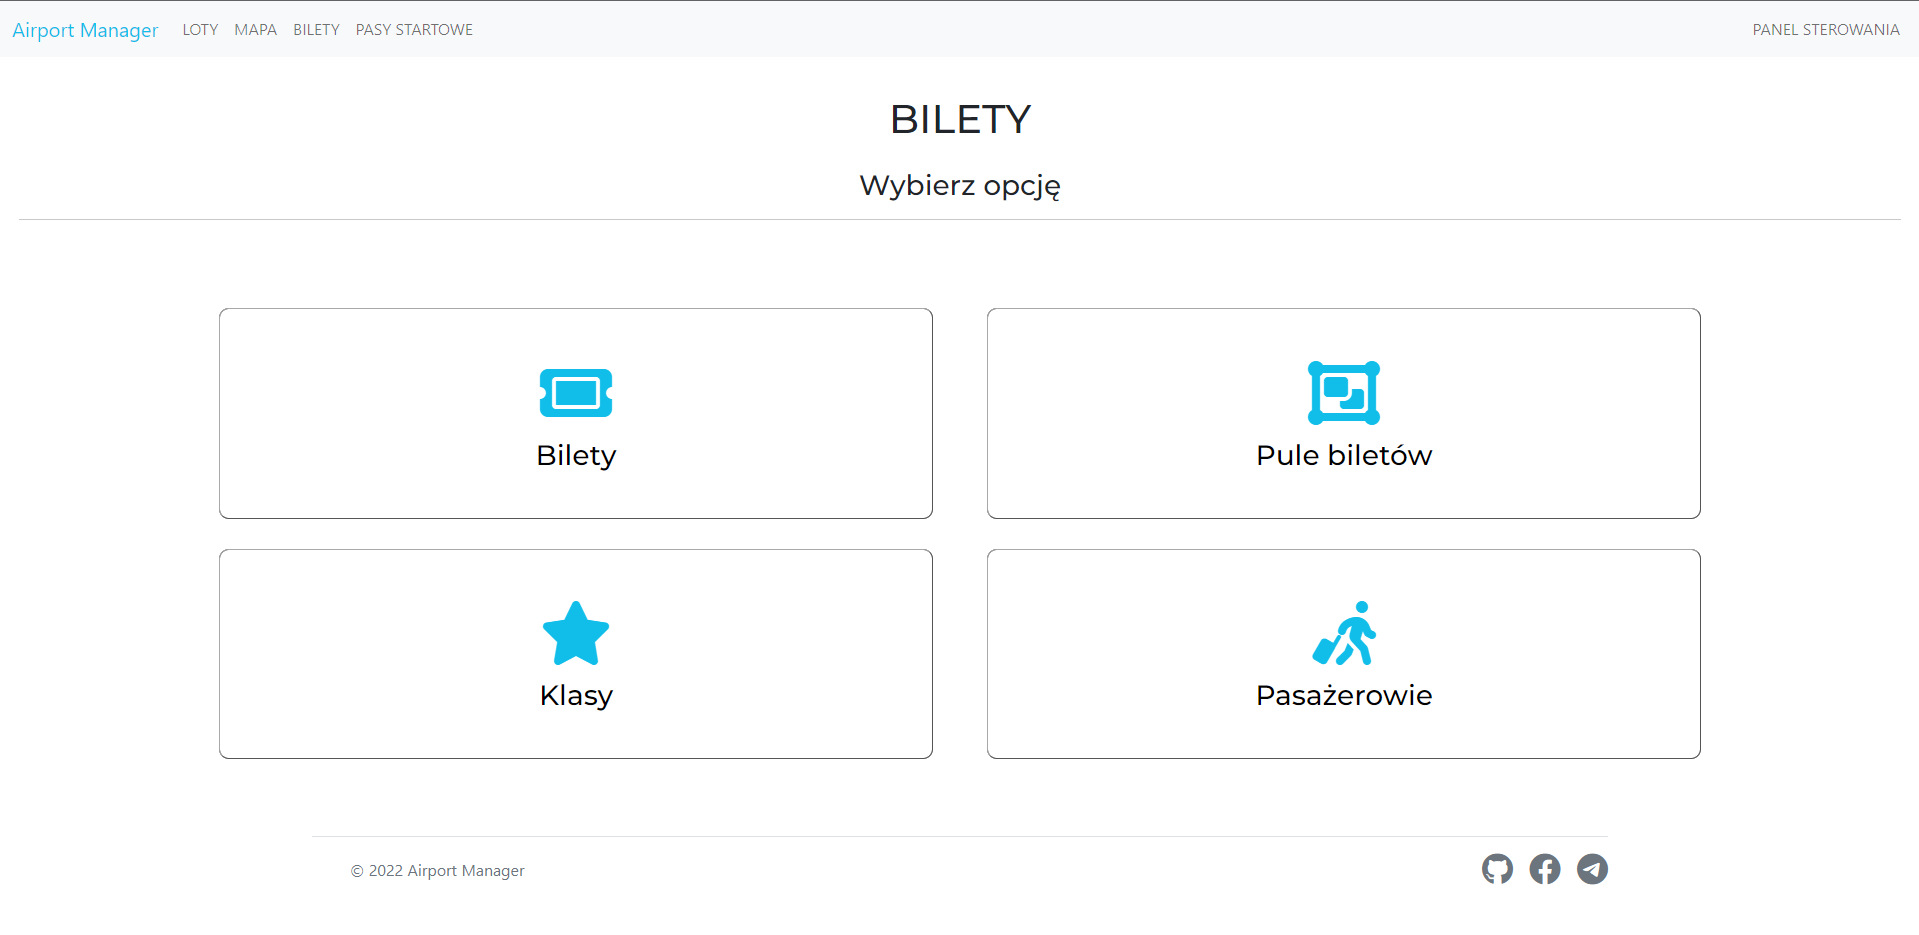 Airport Manager LOTY MAPA BILETY PASY STARTOWE PANEL STEROWANIA
BILETY
Wybierz opcję
Bilety
Pule biletów
Klasy
Pasażerowie
© 2022 Airport Manager